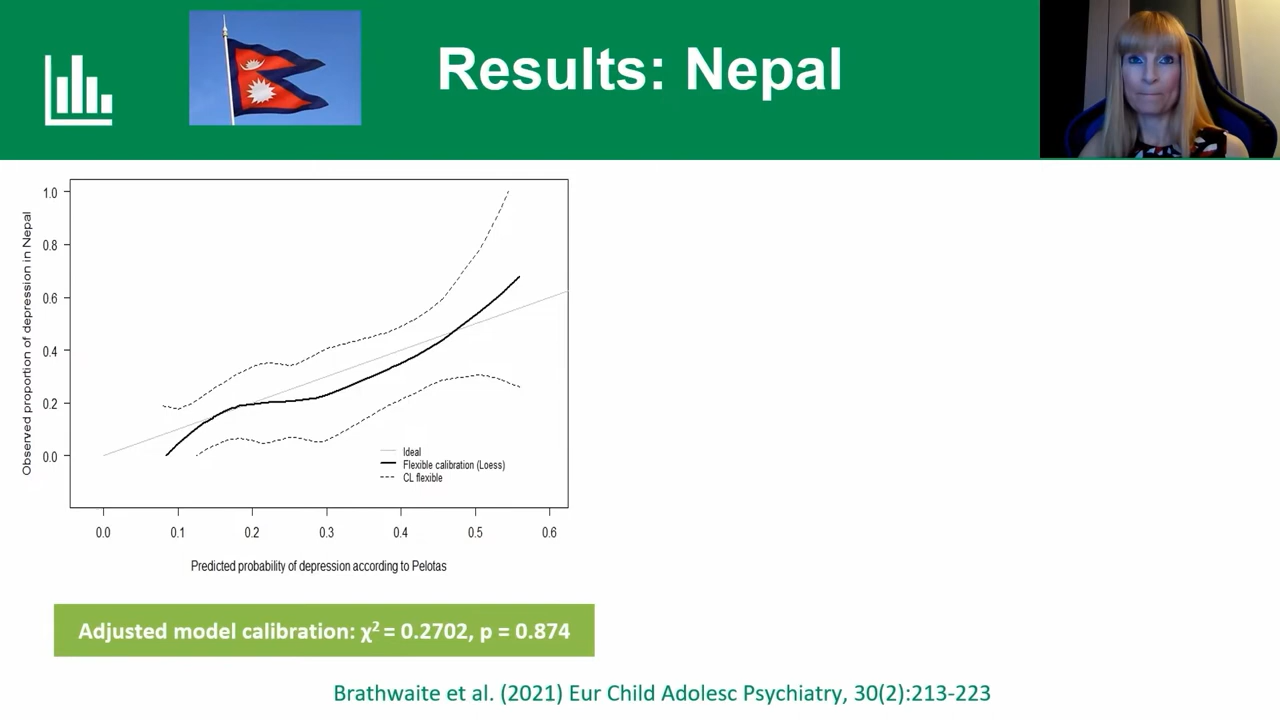 Results: Nepal
Observed proportion of depression in Nepal
1.0
0.8
0.6
0.4
0.2
0.0
Ideal
Flexible calibration (Loess)
CL flexible
0.0 0.1 0.2 0.3 0.4 0.5 0.6
Predicted probability of depression according to Pelotas
Adjusted model calibration: χ² = 0.2702, p = 0.874
Brathwaite et al. (2021) Eur Child Adolesc Psychiatry, 30(2):213-223